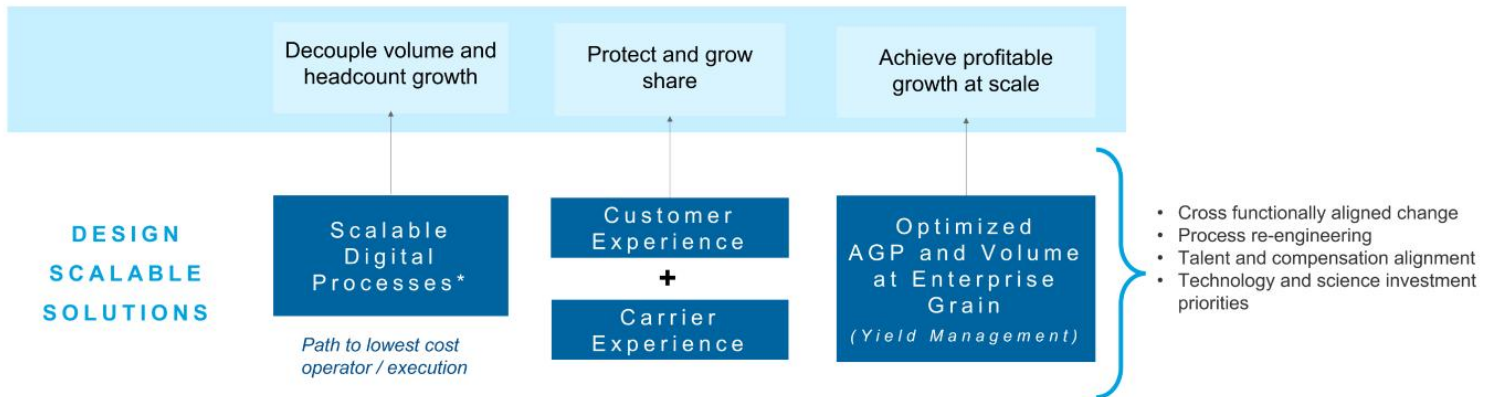 Decouple volume and
headcount growth
Protect and grow
share
Achieve profitable
growth at scale
DESIGN
SCALABLE
SOLUTIONS
Scalable
Digital
Processes*
Path to lowest cost
operator / execution
Customer
Experience
+
Carrier
Experience
Optimized
AGP and Volume
at Enterprise
Grain
(Yield Management)
• Cross functionally aligned change
• Process re-engineering
• Talent and compensation alignment
• Technology and science investment
priorities